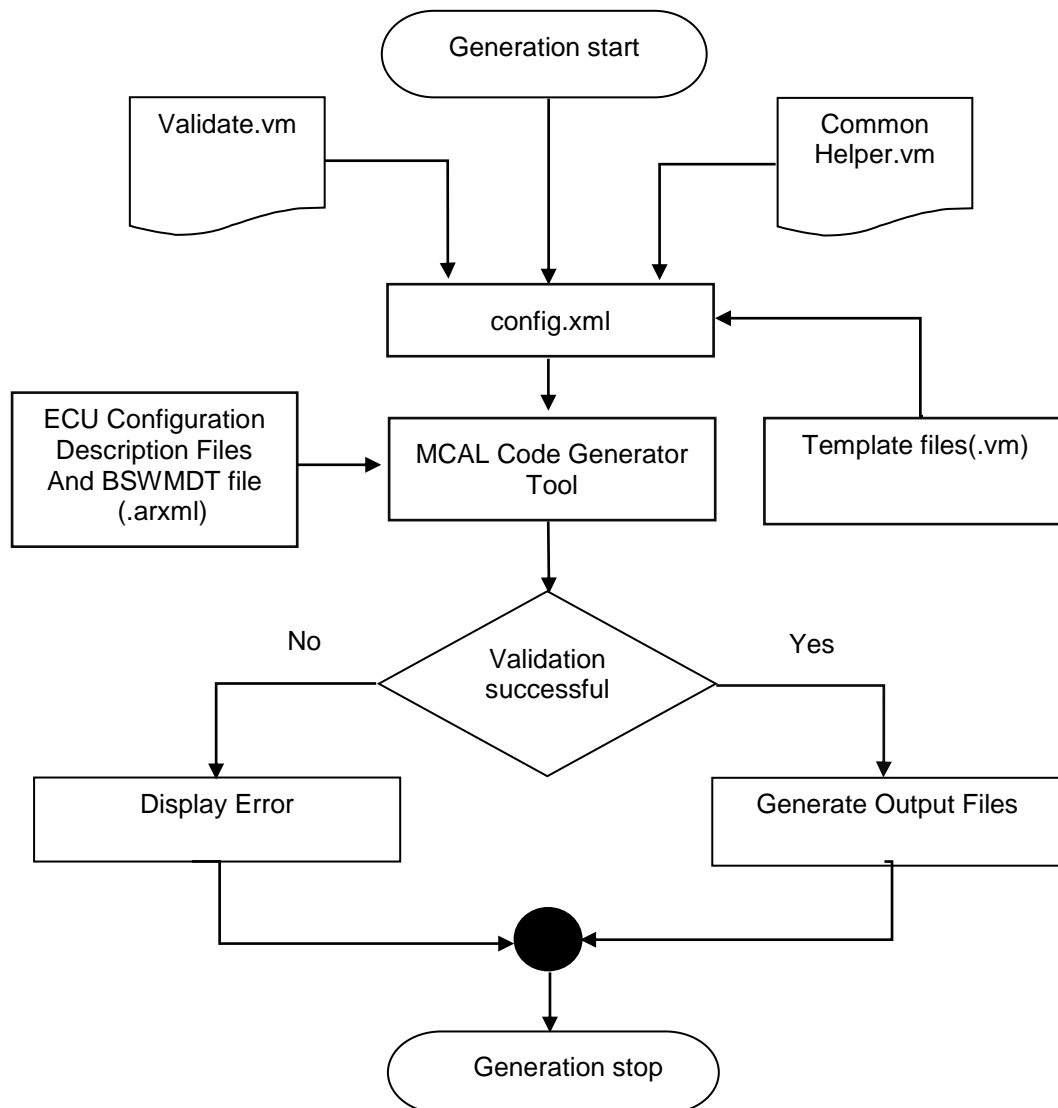 Generation start
Validate.vm
Common
Helper.vm
config.xml
ECU Configuration
Description Files
And BSWMDT file
(.arxml)
MCAL Code Generator
Tool
Template files(.vm)
No
Validation
successful
Yes
Display Error
Generate Output Files
Generation stop